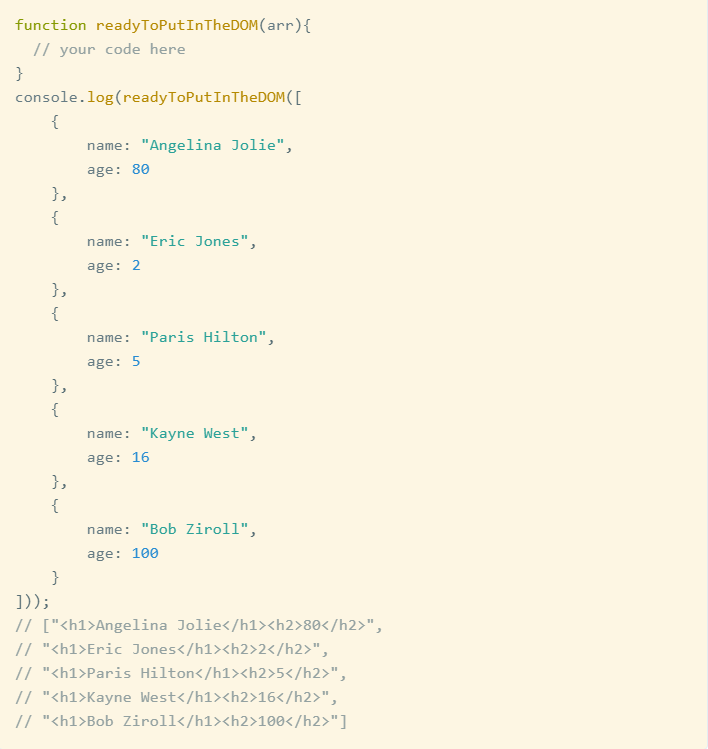 function readyToPutInTheDOM(arr){
  // your code here
}
console.log(readyToPutInTheDOM([
    {
        name: "Angelina Jolie",
        age: 80
    },
    {
        name: "Eric Jones",
        age: 2
    },
    {
        name: "Paris Hilton",
        age: 5
    },
    {
        name: "Kayne West",
        age: 16
    },
    {
        name: "Bob Ziroll",
        age: 100
    }
]));
// ["<h1>Angelina Jolie</h1><h2>80</h2>",
// "<h1>Eric Jones</h1><h2>2</h2>",
// "<h1>Paris Hilton</h1><h2>5</h2>",
// "<h1>Kayne West</h1><h2>16</h2>",
// "<h1>Bob Ziroll</h1><h2>100</h2>"]